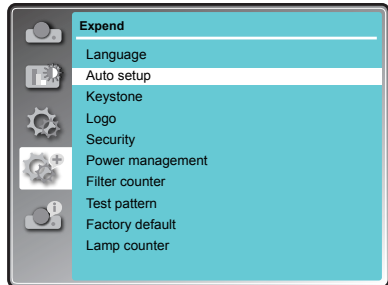 Expend
Language
Auto setup
Keystone
Logo
Security
Power management
Filter counter
Test pattern
Factory default
Lamp counter